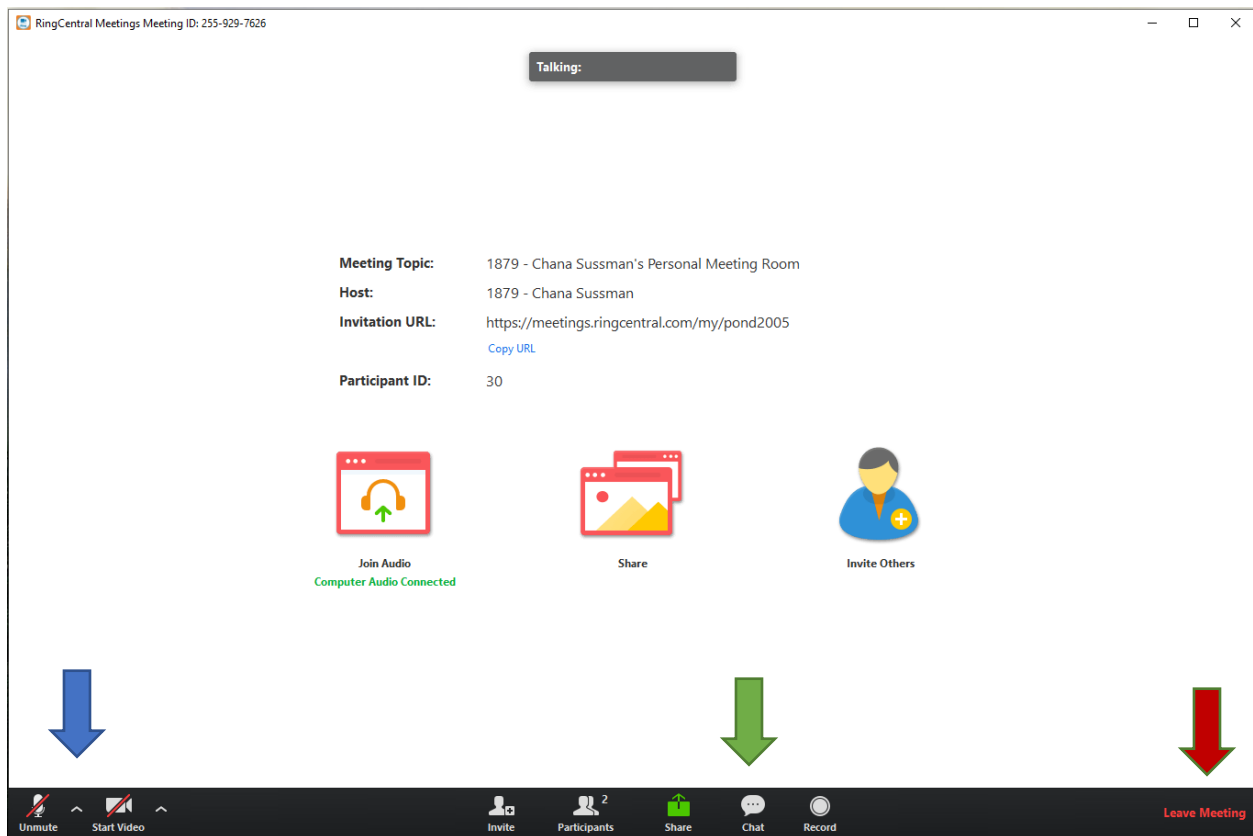 RingCentral Meetings Meeting ID: 255-929-7626
Talking:
Meeting Topic: 1879 - Chana Sussman's Personal Meeting Room
Host: 1879 - Chana Sussman
Invitation URL: https://meetings.ringcentral.com/my/pond2005
Copy URL
Participant ID: 30
Join Audio Share Invite Others
Computer Audio Connected
2
Unmute Start Video Invite Participants Share Chat Record Leave Meeting